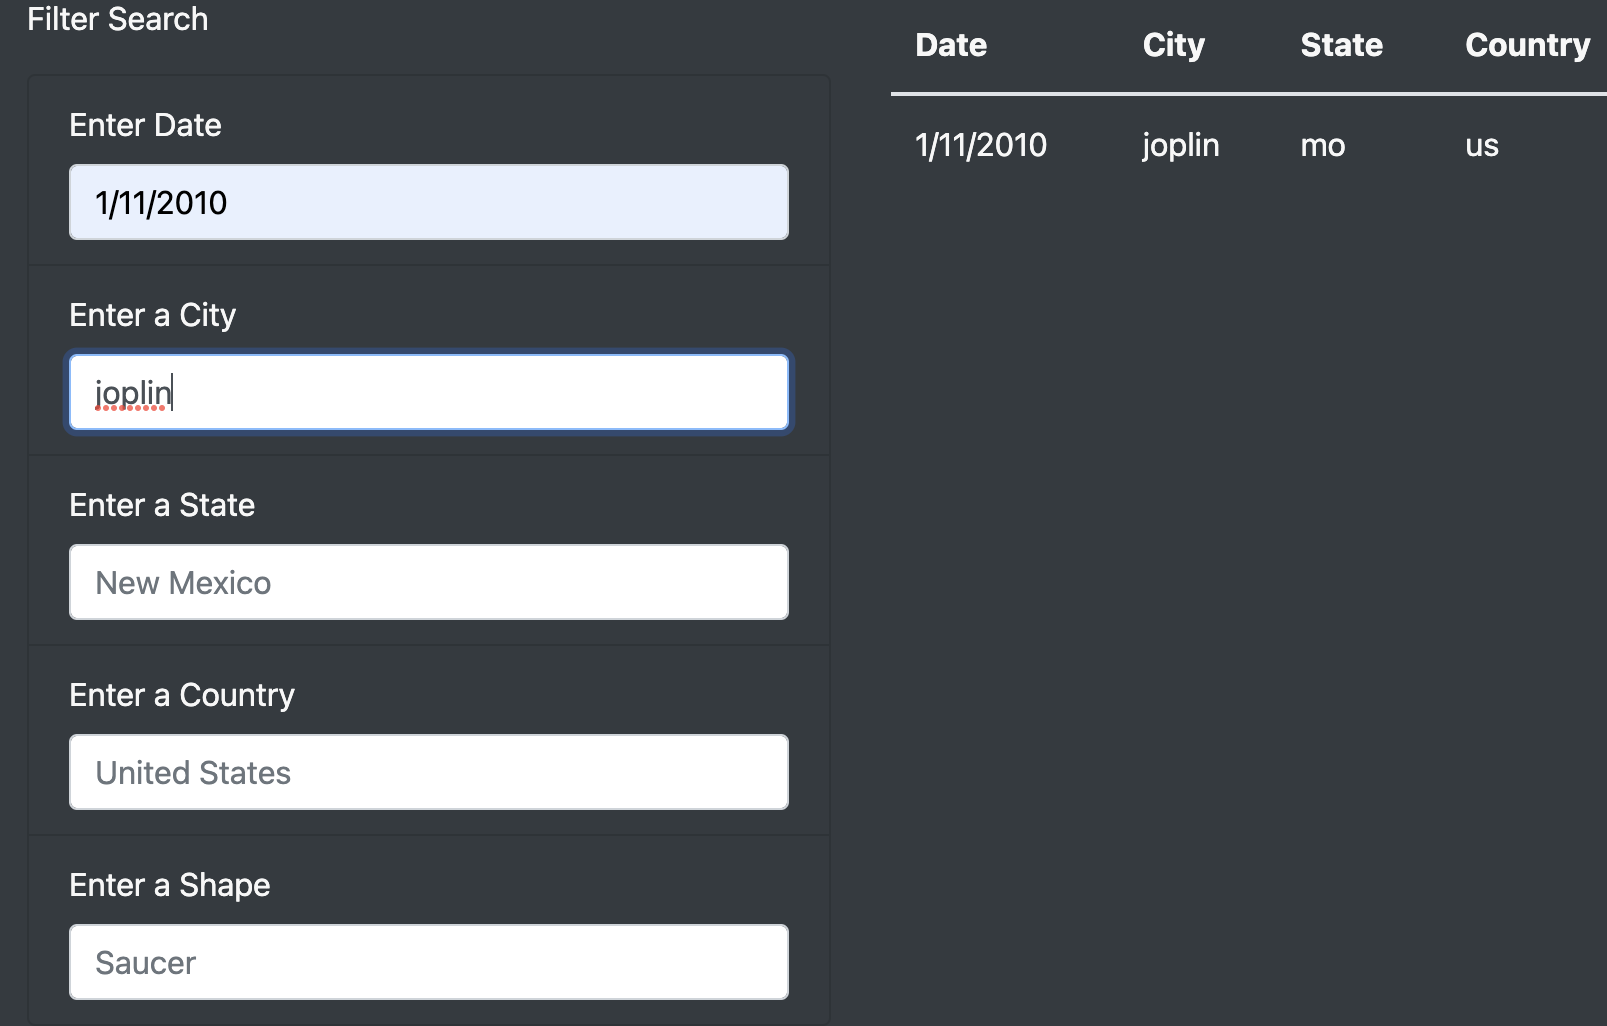 Filter Search
Enter Date
1/11/2010
Enter a City
joplin
Enter a State
New Mexico
Enter a Country
United States
Enter a Shape
Saucer
Date City State Country
1/11/2010 joplin mo us